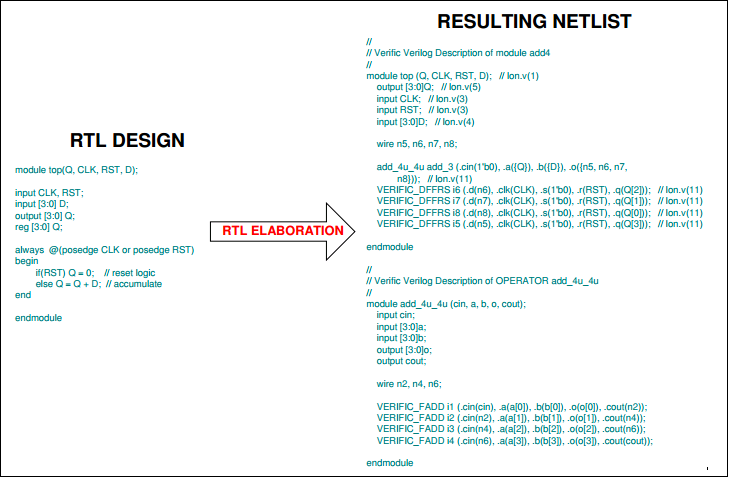 RTL DESIGN
module top(Q, CLK, RST, D);
input CLK, RST;
input [3:0] D;
output [3:0] Q;
reg [3:0] Q;
always @(posedge CLK or posedge RST)
begin
if(RST) Q = 0; // reset logic
else Q = Q + D; // accumulate
end
endmodule
RTL ELABORATION
RESULTING NETLIST
//
// Verific Verilog Description of module add4
//
module top (Q, CLK, RST, D); // lon.v(1)
output [3:0]Q; // lon.v(5)
input CLK; // lon.v(3)
input RST; // lon.v(3)
input [3:0]D; // lon.v(4)
wire n5, n6, n7, n8;
add_4u_4u add_3 (.cin(1'b0), .a({Q}), .b({D}), .o({n5, n6, n7,
n8})); // lon.v(11)
VERIFIC_DFFRS i6 (.d(n6), .clk(CLK), .s(1'b0), .r(RST), .q(Q[2])); // lon.v(11)
VERIFIC_DFFRS i7 (.d(n7), .clk(CLK), .s(1'b0), .r(RST), .q(Q[1])); // lon.v(11)
VERIFIC_DFFRS i8 (.d(n8), .clk(CLK), .s(1'b0), .r(RST), .q(Q[0])); // lon.v(11)
VERIFIC_DFFRS i5 (.d(n5), .clk(CLK), .s(1'b0), .r(RST), .q(Q[3])); // lon.v(11)
endmodule
//
// Verific Verilog Description of OPERATOR add_4u_4u
//
module add_4u_4u (cin, a, b, o, cout);
input cin;
input [3:0]a;
input [3:0]b;
output [3:0]o;
output cout;
wire n2, n4, n6;
VERIFIC_FADD i1 (.cin(cin), .a(a[0]), .b(b[0]), .o(o[0]), .cout(n2));
VERIFIC_FADD i2 (.cin(n2), .a(a[1]), .b(b[1]), .o(o[1]), .cout(n4));
VERIFIC_FADD i3 (.cin(n4), .a(a[2]), .b(b[2]), .o(o[2]), .cout(n6));
VERIFIC_FADD i4 (.cin(n6), .a(a[3]), .b(b[3]), .o(o[3]), .cout(cout));
endmodule